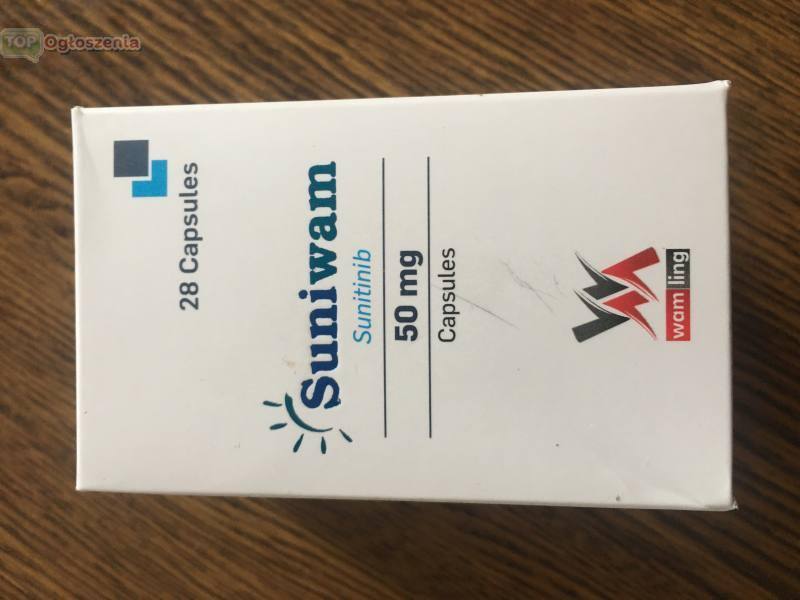 TOP Ogłoszenia
28 Capsules
Suniwam
Sunitinib
50 mg
Capsules
wam ling